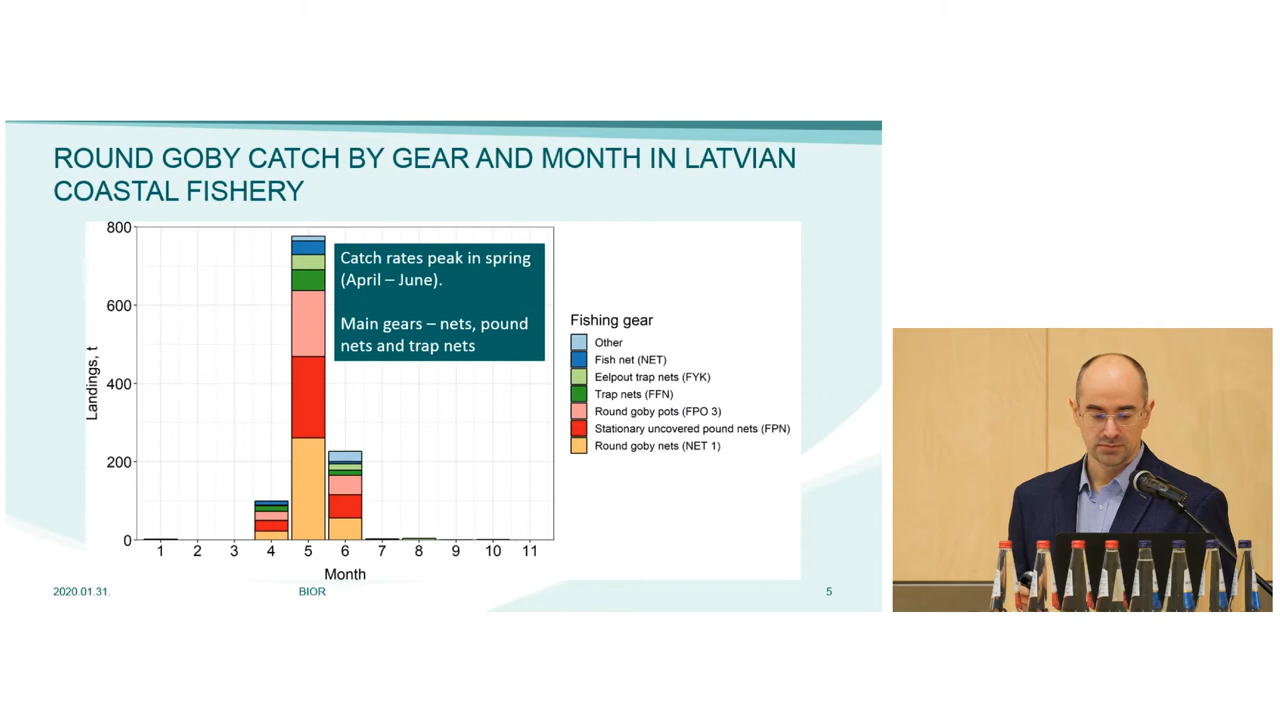 ROUND GOBY CATCH BY GEAR AND MONTH IN LATVIAN
COASTAL FISHERY
800
600
400
200
0
Landings, t
1 2 3 4 5 6 7 8 9 10 11
Month
Catch rates peak in spring
(April – June).
Main gears – nets, pound
nets and trap nets
Fishing gear
Other
Fish net (NET)
Eelpout trap nets (FYK)
Trap nets (FFN)
Round goby pots (FPO 3)
Stationary uncovered pound nets (FPN)
Round goby nets (NET 1)
2020.01.31.
BIOR
5